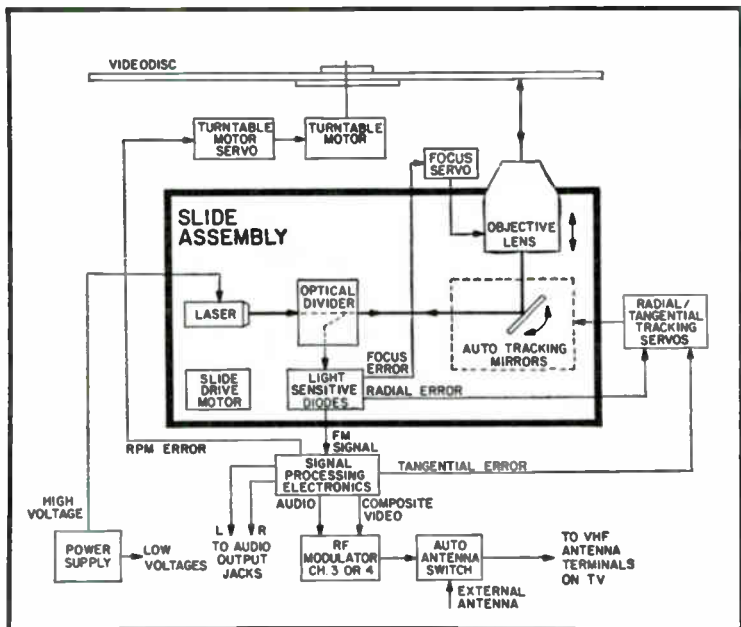 VIDEODISC
TURNTABLE
MOTOR
SERVO
TURNTABLE
MOTOR
FOCUS
SERVO
SLIDE
ASSEMBLY
OBJECTIVE
LENS
OPTICAL
DIVIDER
LASER
AUTO TRACKING
MIRRORS
RADIAL/
TANGENTIAL
TRACKING
SERVOS
SLIDE
DRIVE
MOTOR
LIGHT
SENSITIVE
DIODES
FOCUS
ERROR
RADIAL ERROR
RPM ERROR
FM
SIGNAL
SIGNAL
PROCESSING
ELECTRONICS
TANGENTIAL ERROR
HIGH
VOLTAGE
L
R
TO AUDIO
OUTPUT
JACKS
AUDIO
COMPOSITE
VIDEO
POWER
SUPPLY
LOW
VOLTAGES
RF
MODULATOR
CH. 3 OR 4
AUTO
ANTENNA
SWITCH
TO VHF
ANTENNA
TERMINALS
ON TV
EXTERNAL
ANTENNA